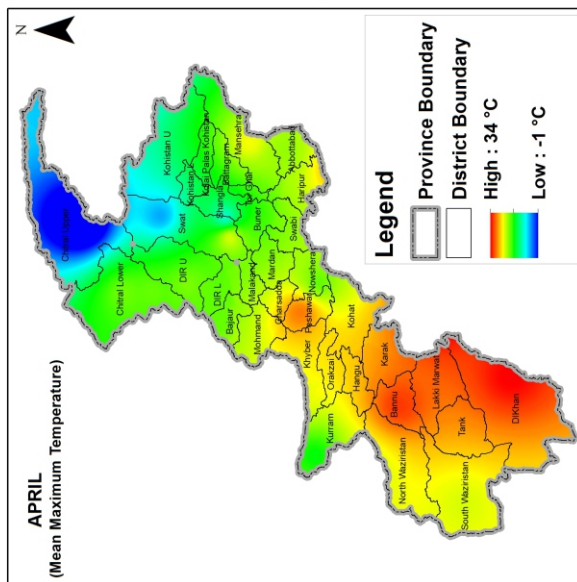 APRIL
(Mean Maximum Temperature)
N
Chitral Upper
Chitral Lower
Kohistan U
Swat
DIR U
Kohistan L
Kolai Palas Kohistan
Shangla
Battagram
Mansehra
Tor Ghar
DIR L
Bajaur
Malakand
Buner
Abbottabad
Haripur
Swabi
Mardan
Mohmand
Charsadda
Nowshera
Peshawar
Khyber
Orakzai
Kurram
Hangu
Kohat
Karak
Bannu
North Waziristan
Lakki Marwat
Tank
South Waziristan
DIKhan
Legend
Province Boundary
District Boundary
High : 34 °C
Low : -1 °C